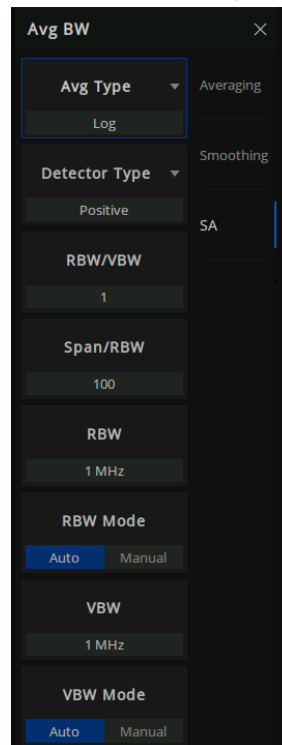 Avg BW
Avg Type
Log
Detector Type
Positive
RBW/VBW
1
Span/RBW
100
RBW
1 MHz
RBW Mode
Auto Manual
VBW
1 MHz
VBW Mode
Auto Manual
Averaging
Smoothing
SA